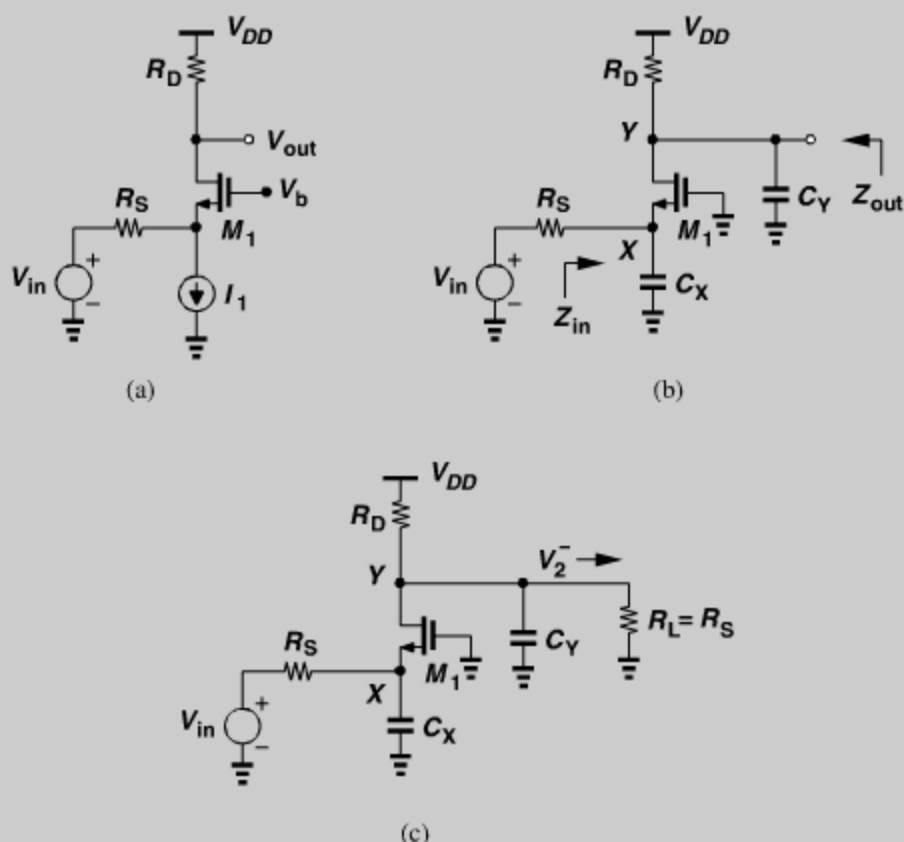 V_DD
R_D
V_out
R_S
V_b
M_1
V_in
+
−
I_1
(a)
V_DD
R_D
Y
R_S
M_1
C_Y
Z_out
X
V_in
+
−
Z_in
C_X
(b)
V_DD
R_D
Y
V_2^−
R_S
M_1
C_Y
R_L = R_S
X
V_in
+
−
C_X
(c)